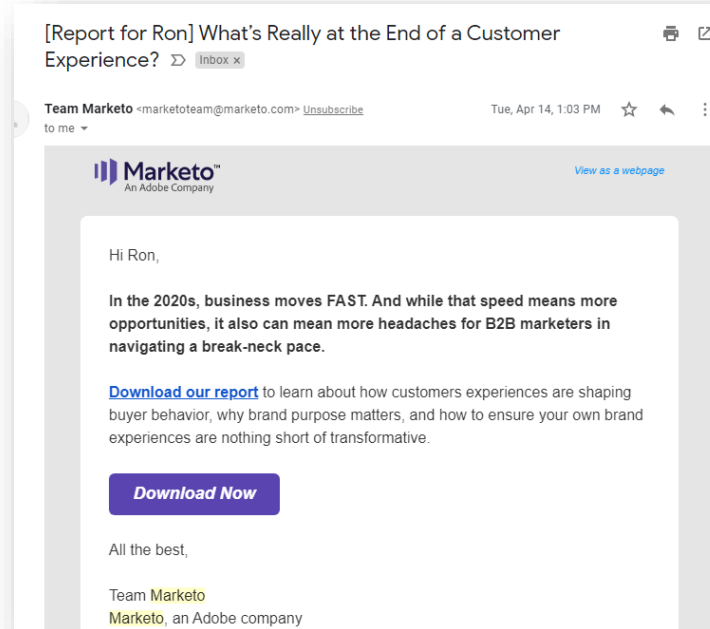 [Report for Ron] What's Really at the End of a Customer
Experience? Inbox x
Team Marketo <marketoteam@marketo.com> Unsubscribe Tue, Apr 14, 1:03 PM
to me
Marketo™
An Adobe Company
View as a webpage
Hi Ron,
In the 2020s, business moves FAST. And while that speed means more
opportunities, it also can mean more headaches for B2B marketers in
navigating a break-neck pace.
Download our report to learn about how customers experiences are shaping
buyer behavior, why brand purpose matters, and how to ensure your own brand
experiences are nothing short of transformative.
Download Now
All the best,
Team Marketo
Marketo, an Adobe company